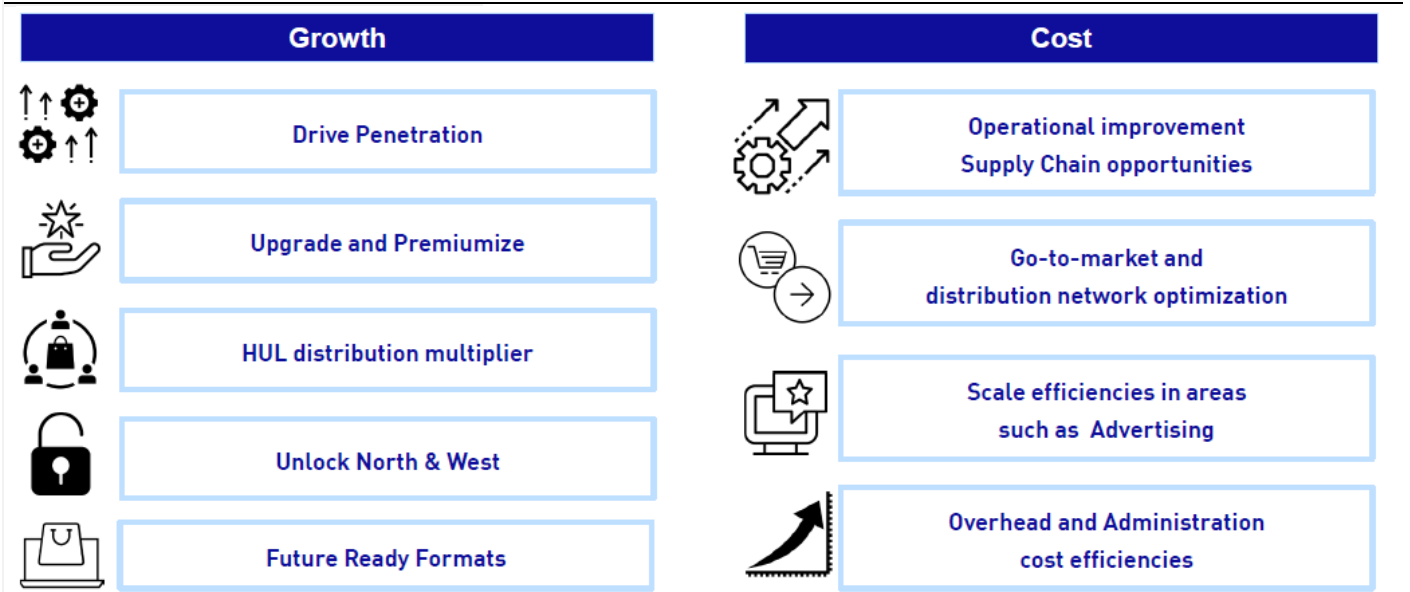 Growth
Drive Penetration
Upgrade and Premiumize
HUL distribution multiplier
Unlock North & West
Future Ready Formats
Cost
Operational improvement
Supply Chain opportunities
Go-to-market and
distribution network optimization
Scale efficiencies in areas
such as Advertising
Overhead and Administration
cost efficiencies